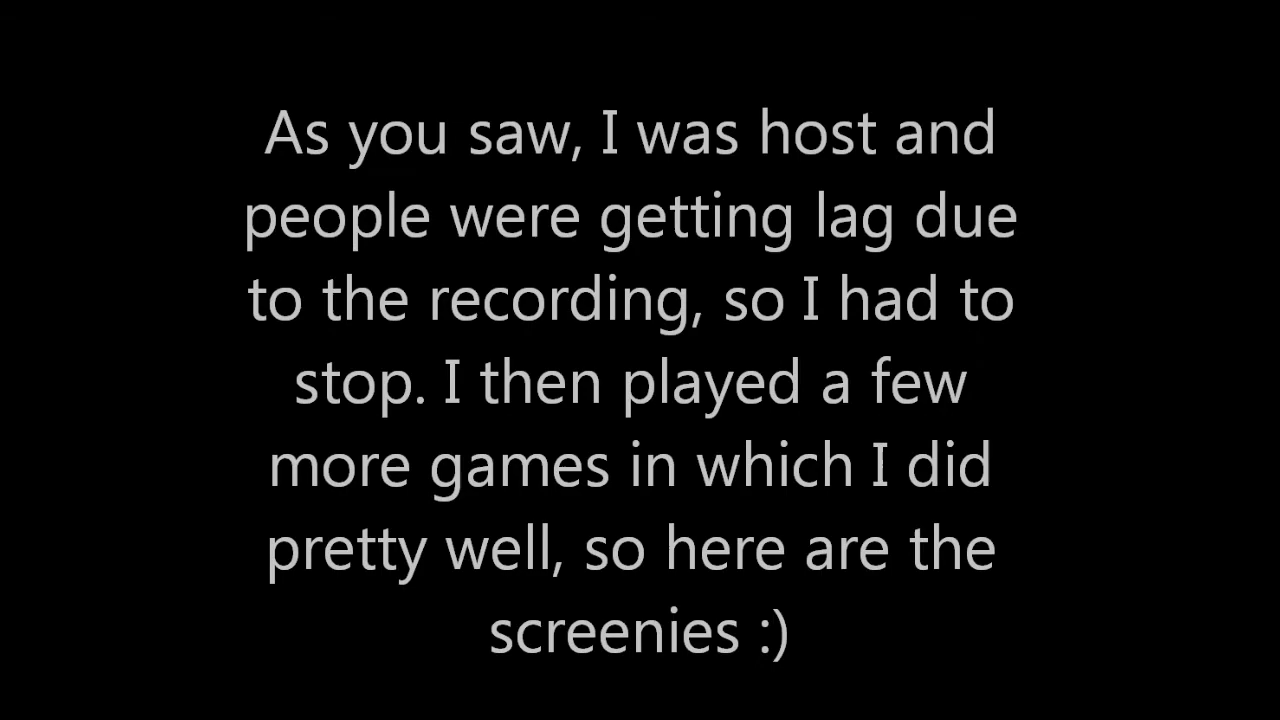 As you saw, I was host and
people were getting lag due
to the recording, so I had to
stop. I then played a few
more games in which I did
pretty well, so here are the
screenies :)